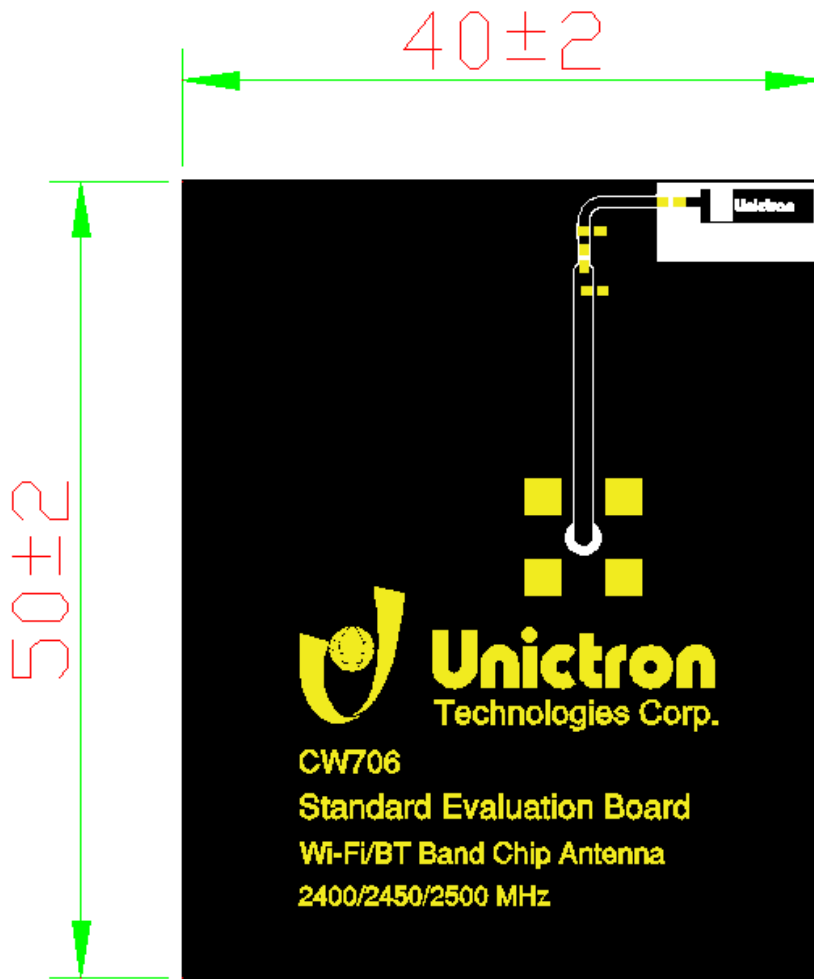 40±2
Unictron
50±2
Unictron
Technologies Corp.
CW706
Standard Evaluation Board
Wi-Fi/BT Band Chip Antenna
2400/2450/2500 MHz